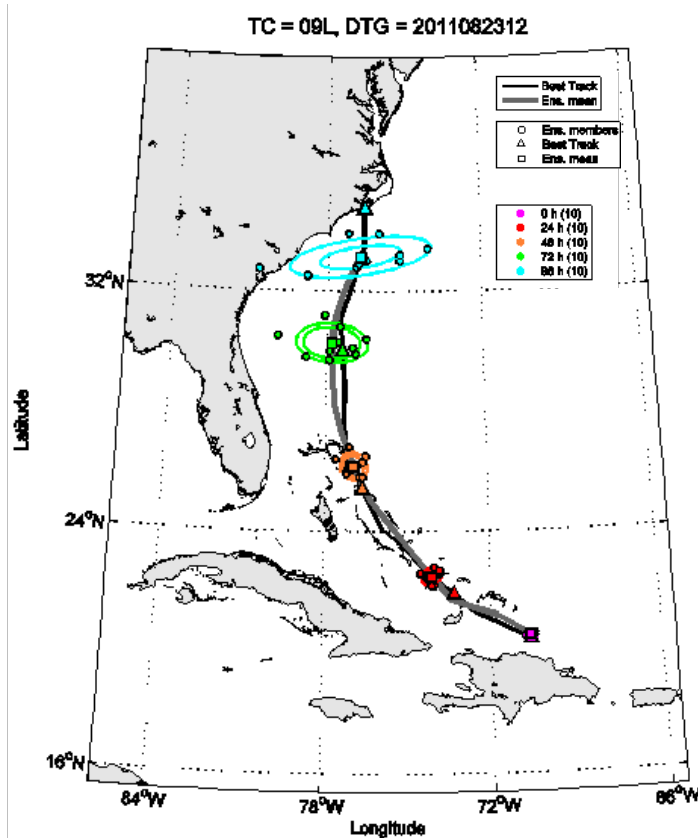 TC = 09L, DTG = 2011082312
Best Track
Ens. mean
Ens. members
Best Track
Ens. mean
0 h (10)
24 h (10)
48 h (10)
72 h (10)
96 h (10)
32°N
24°N
16°N
84°W
78°W
72°W
66°W
Latitude
Longitude